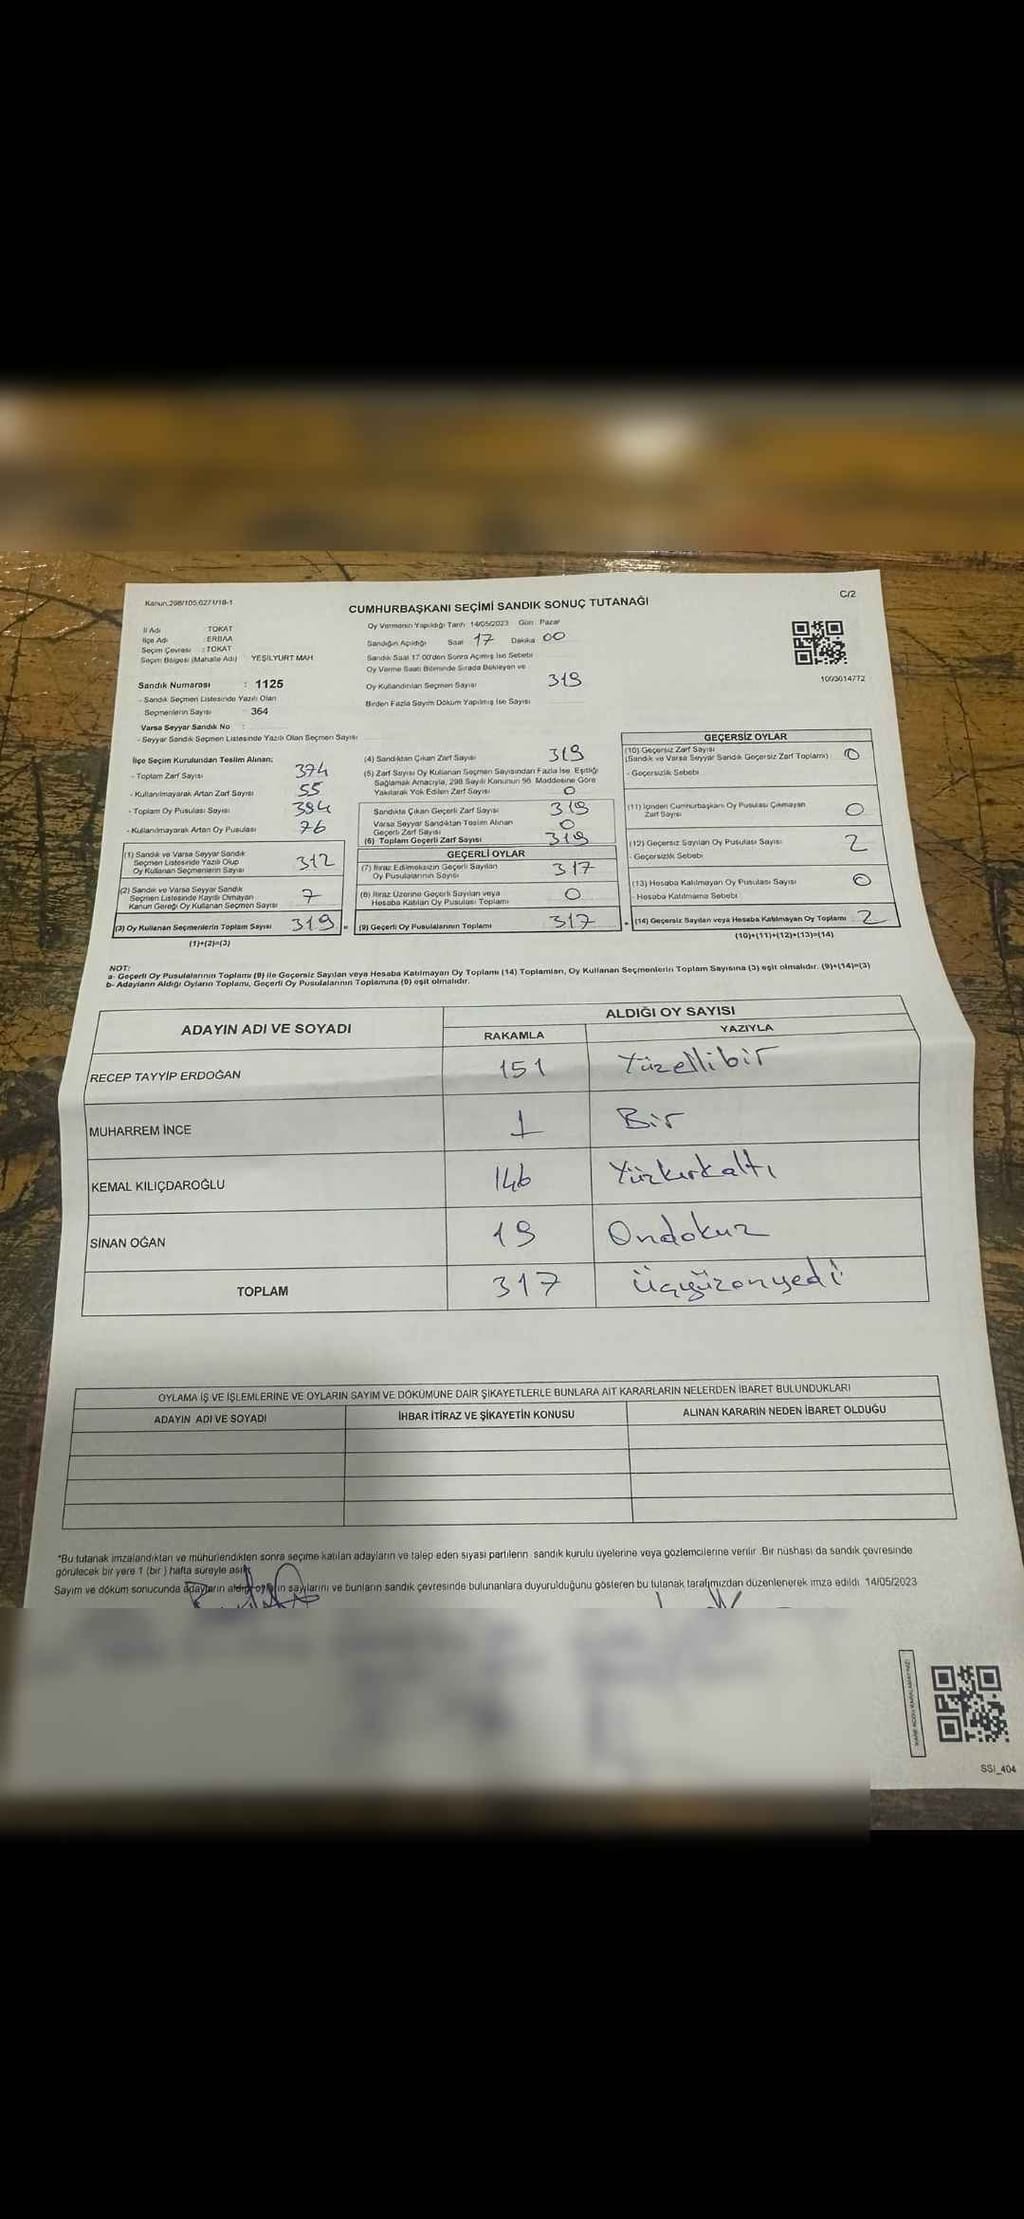 Kanun:298/105,6271/18-1
CUMHURBAŞKANI SEÇİMİ SANDIK SONUÇ TUTANAĞI
C/2
İl Adı : TOKAT
İlçe Adı : ERBAA
Seçim Çevresi : TOKAT
Seçim Bölgesi (Mahalle Adı) YEŞİLYURT MAH
Sandık Numarası : 1125
- Sandık Seçmen Listesinde Yazılı Olan
Seçmenlerin Sayısı 364
Varsa Seyyar Sandık No :
- Seyyar Sandık Seçmen Listesinde Yazılı Olan Seçmen Sayısı
Oy Vermenin Yapıldığı Tarih 14/05/2023 Gün Pazar
Sandığın Açıldığı Saat 17 Dakika 00
Sandık Saat 17.00'den Sonra Açılmış İse Sebebi
Oy Verme Saati Bitiminde Sırada Bekleyen ve
Oy Kullandırılan Seçmen Sayısı 319
Birden Fazla Sayım Döküm Yapılmış İse Sayısı
1003014772
İlçe Seçim Kurulundan Teslim Alınan:
- Toplam Zarf Sayısı 374
- Kullanılmayarak Artan Zarf Sayısı 55
- Toplam Oy Pusulası Sayısı 394
- Kullanılmayarak Artan Oy Pusulası 76
(1) Sandık ve Varsa Seyyar Sandık
Seçmen Listesinde Yazılı Olup
Oy Kullanan Seçmenlerin Sayısı 312
(2) Sandık ve Varsa Seyyar Sandık
Seçmen Listesinde Kayıtlı Olmayan
Kanun Gereği Oy Kullanan Seçmen Sayısı 7
(3) Oy Kullanan Seçmenlerin Toplam Sayısı 319 =
(1)+(2)=(3)
(4) Sandıktan Çıkan Zarf Sayısı 319
(5) Zarf Sayısı Oy Kullanan Seçmen Sayısından Fazla İse, Eşitliği
Sağlamak Amacıyla, 298 Sayılı Kanunun 98. Maddesine Göre
Yakılarak Yok Edilen Zarf Sayısı 0
Sandıkta Çıkan Geçerli Zarf Sayısı 319
Varsa Seyyar Sandıktan Teslim Alınan
Geçerli Zarf Sayısı 0
(6) Toplam Geçerli Zarf Sayısı 319
GEÇERLİ OYLAR
(7) İtiraz Edilmeksizin Geçerli Sayılan
Oy Pusulalarının Sayısı 317
(8) İtiraz Üzerine Geçerli Sayılan veya
Hesaba Katılan Oy Pusulası Toplamı 0
(9) Geçerli Oy Pusulalarının Toplamı 317 +
GEÇERSİZ OYLAR
(10) Geçersiz Zarf Sayısı
(Sandık ve Varsa Seyyar Sandık Geçersiz Zarf Toplamı) 0
- Geçersizlik Sebebi
(11) İçinden Cumhurbaşkanı Oy Pusulası Çıkmayan
Zarf Sayısı 0
(12) Geçersiz Sayılan Oy Pusulası Sayısı 2
- Geçersizlik Sebebi
(13) Hesaba Katılmayan Oy Pusulası Sayısı 0
- Hesaba Katılmama Sebebi
(14) Geçersiz Sayılan veya Hesaba Katılmayan Oy Toplamı 2
(10)+(11)+(12)+(13)=(14)
NOT:
a- Geçerli Oy Pusulalarının Toplamı (9) ile Geçersiz Sayılan veya Hesaba Katılmayan Oy Toplamı (14) Toplamları, Oy Kullanan Seçmenlerin Toplam Sayısına (3) eşit olmalıdır. (9)+(14)=(3)
b- Adayların Aldığı Oyların Toplamı, Geçerli Oy Pusulalarının Toplamına (9) eşit olmalıdır.
ADAYIN ADI VE SOYADI
ALDIĞI OY SAYISI
RAKAMLA YAZIYLA
RECEP TAYYİP ERDOĞAN 151 Yüzellibir
MUHARREM İNCE 1 Bir
KEMAL KILIÇDAROĞLU 146 Yüzkırkaltı
SİNAN OĞAN 19 Ondokuz
TOPLAM 317 Üçyüzonyedi
OYLAMA İŞ VE İŞLEMLERİNE VE OYLARIN SAYIM VE DÖKÜMÜNE DAİR ŞİKAYETLERLE BUNLARA AİT KARARLARIN NELERDEN İBARET BULUNDUKLARI
ADAYIN ADI VE SOYADI İHBAR İTİRAZ VE ŞİKAYETİN KONUSU ALINAN KARARIN NEDEN İBARET OLDUĞU
*Bu tutanak imzalandıktan ve mühürlendikten sonra seçime katılan adayların ve talep eden siyasi partilerin sandık kurulu üyelerine veya gözlemcilerine verilir. Bir nüshası da sandık çevresinde
görülecek bir yere 1 (bir) hafta süreyle asılır.
Sayım ve döküm sonucunda adayların aldığı oyların sayılarını ve bunların sandık çevresinde bulunanlara duyurulduğunu gösteren bu tutanak tarafımızdan düzenlenerek imza edildi. 14/05/2023
SSI_404